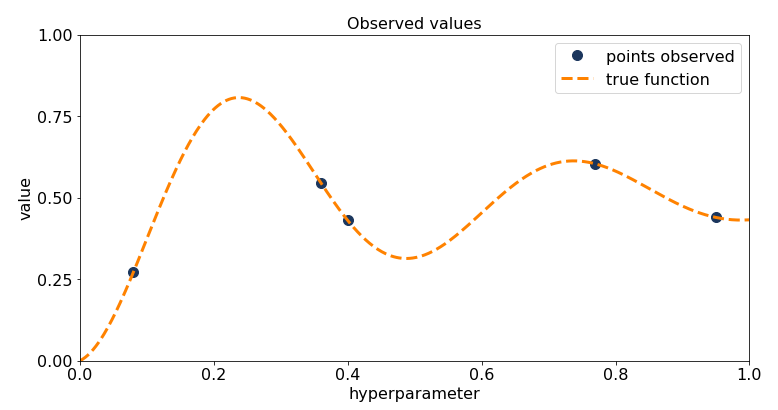 Observed values
1.00
points observed
true function
0.75
0.50
value
0.25
0.00
0.0 0.2 0.4 0.6 0.8 1.0
hyperparameter